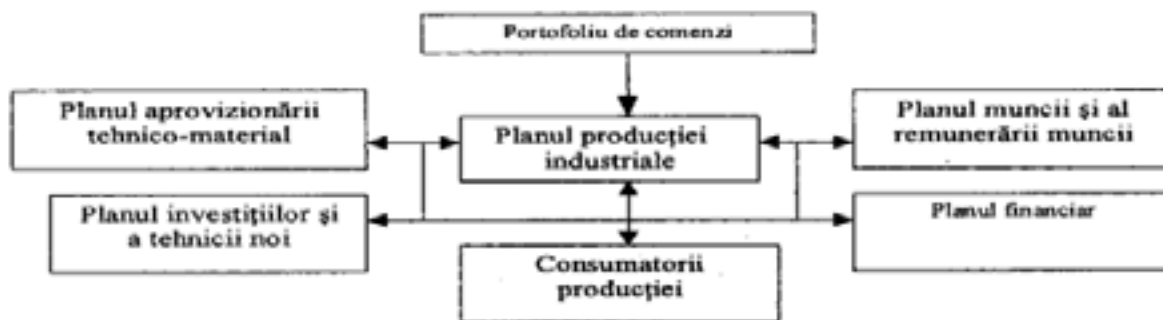 Portofoliu de comenzi
Planul aprovizionării
tehnico-material
Planul producţiei
industriale
Planul muncii şi al
remunerării muncii
Planul investiţiilor şi
a tehnicii noi
Planul financiar
Consumatorii
producţiei